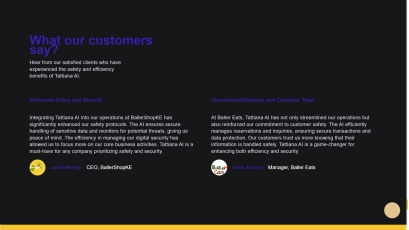 What our customers
say?
Hear from our satisfied clients who have
experienced the safety and efficiency
benefits of Tattiana AI.
Enhanced Safety and Security
Integrating Tattiana AI into our operations at BallerShopKE has
significantly enhanced our safety protocols. The AI ensures secure
handling of sensitive data and monitors for potential threats, giving us
peace of mind. The efficiency in managing our digital security has
allowed us to focus more on our core business activities. Tattiana AI is a
must-have for any company prioritizing safety and security.
CEO, BallerShopKE
Unmatched Efficiency and Customer Trust
At Baller Eats, Tattiana AI has not only streamlined our operations but
also reinforced our commitment to customer safety. The AI efficiently
manages reservations and inquiries, ensuring secure transactions and
data protection. Our customers trust us more knowing that their
information is handled safely. Tattiana AI is a game-changer for
enhancing both efficiency and security.
Manager, Baller Eats